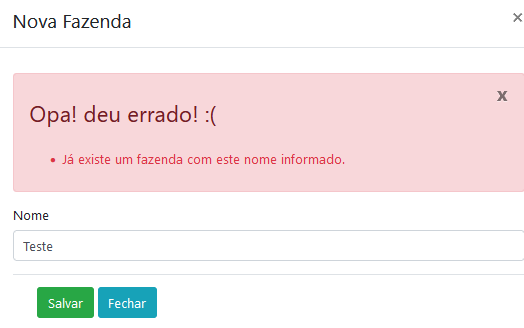 Nova Fazenda
×
x
Opa! deu errado! :(
Já existe um fazenda com este nome informado.
Nome
Teste
Salvar
Fechar